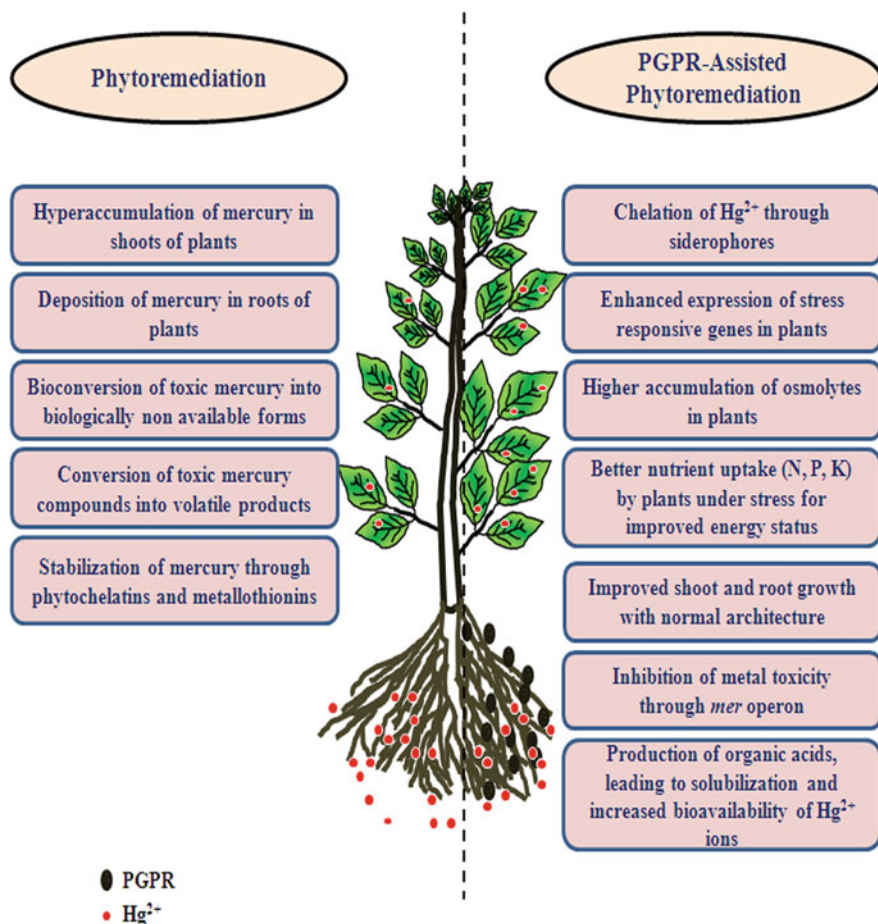 Phytoremediation
Hyperaccumulation of mercury in
shoots of plants
Deposition of mercury in roots of
plants
Bioconversion of toxic mercury into
biologically non available forms
Conversion of toxic mercury
compounds into volatile products
Stabilization of mercury through
phytochelatins and metallothionins
PGPR-Assisted
Phytoremediation
Chelation of Hg²⁺ through
siderophores
Enhanced expression of stress
responsive genes in plants
Higher accumulation of osmolytes
in plants
Better nutrient uptake (N, P, K)
by plants under stress for
improved energy status
Improved shoot and root growth
with normal architecture
Inhibition of metal toxicity
through mer operon
Production of organic acids,
leading to solubilization and
increased bioavailability of Hg²⁺
ions
PGPR
Hg²⁺